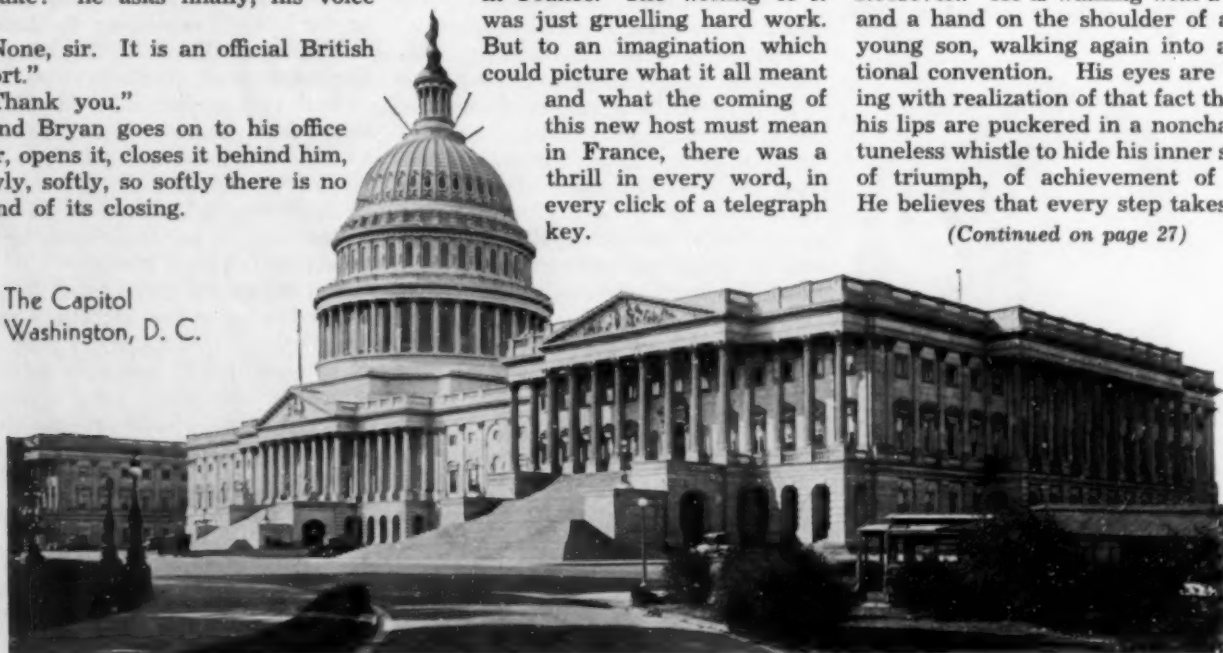 he asks finally, his voice
None, sir. It is an official British
ort."
Thank you."
nd Bryan goes on to his office
r, opens it, closes it behind him,
vly, softly, so softly there is no
nd of its closing.
The Capitol
Washington, D. C.
was just gruelling hard work.
But to an imagination which
could picture what it all meant
and what the coming of
this new host must mean
in France, there was a
thrill in every word, in
every click of a telegraph
key.
and a hand on the shoulder of a
young son, walking again into a
tional convention. His eyes are
ing with realization of that fact th
his lips are puckered in a noncha
tuneless whistle to hide his inner s
of triumph, of achievement of
He believes that every step takes
(Continued on page 27)